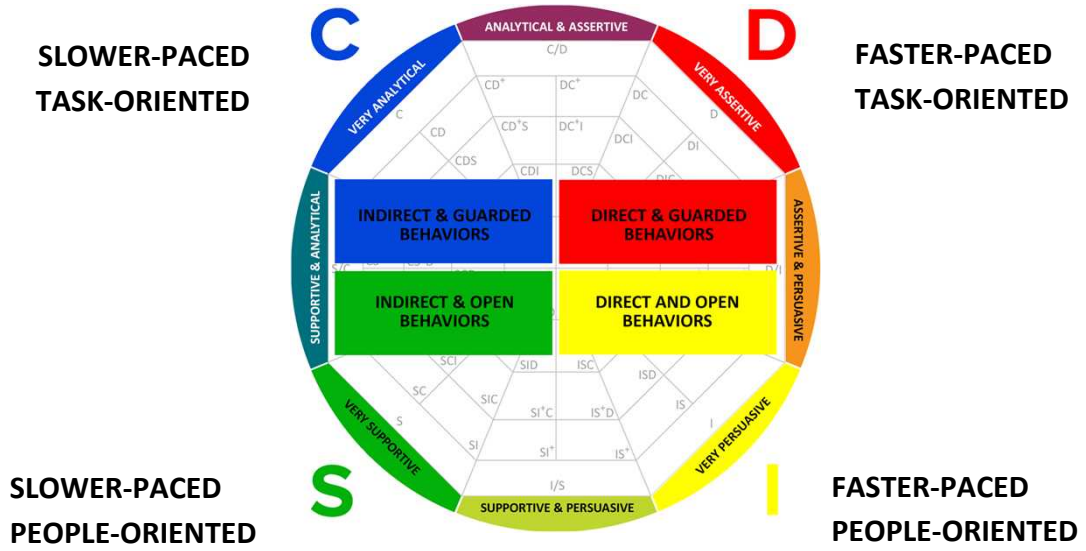 C
D
SLOWER-PACED
TASK-ORIENTED
FASTER-PACED
TASK-ORIENTED
ANALYTICAL & ASSERTIVE
VERY ANALYTICAL
VERY ASSERTIVE
C/D
CD⁺
DC⁺
C
DC
D
CD
CD⁺S
DC⁺I
DCI
DI
CDS
CDI
DCS
SUPPORTIVE & ANALYTICAL
INDIRECT & GUARDED
BEHAVIORS
DIRECT & GUARDED
BEHAVIORS
ASSERTIVE & PERSUASIVE
S/C
D/I
INDIRECT & OPEN
BEHAVIORS
DIRECT AND OPEN
BEHAVIORS
SCI
SID
ISC
ISD
SC
SIC
IS
S
SI⁺C
IS⁺D
I
SI
SI⁺
IS⁺
VERY SUPPORTIVE
VERY PERSUASIVE
I/S
SUPPORTIVE & PERSUASIVE
S
I
SLOWER-PACED
PEOPLE-ORIENTED
FASTER-PACED
PEOPLE-ORIENTED